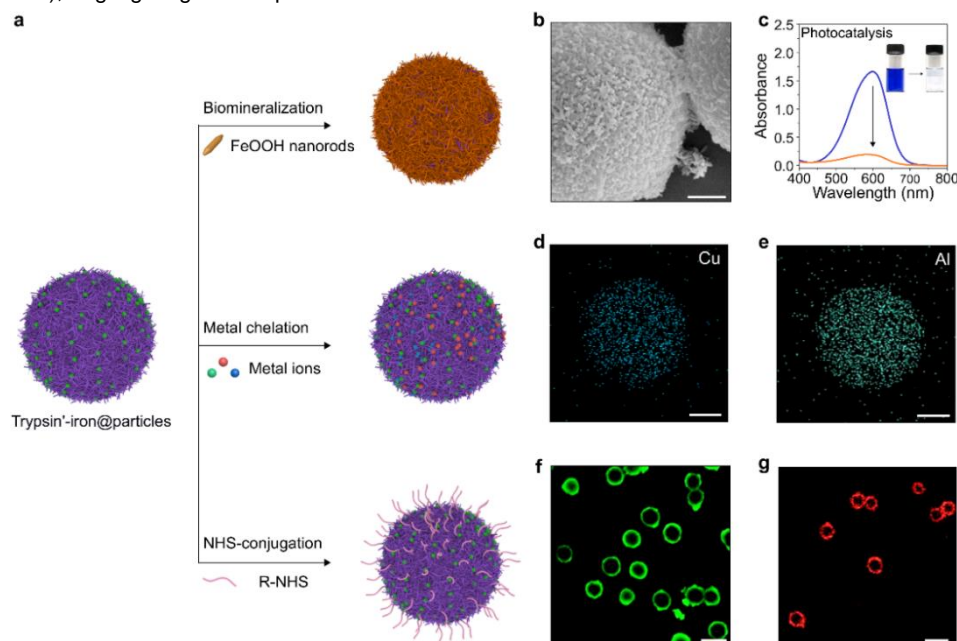 a
Biomineralization
FeOOH nanorods
Metal chelation
Metal ions
Trypsin'-iron@particles
NHS-conjugation
R-NHS
b
c
Photocatalysis
Absorbance
2.5
2.0
1.5
1.0
0.5
0.0
400 500 600 700 800
Wavelength (nm)
d
Cu
e
Al
f
g